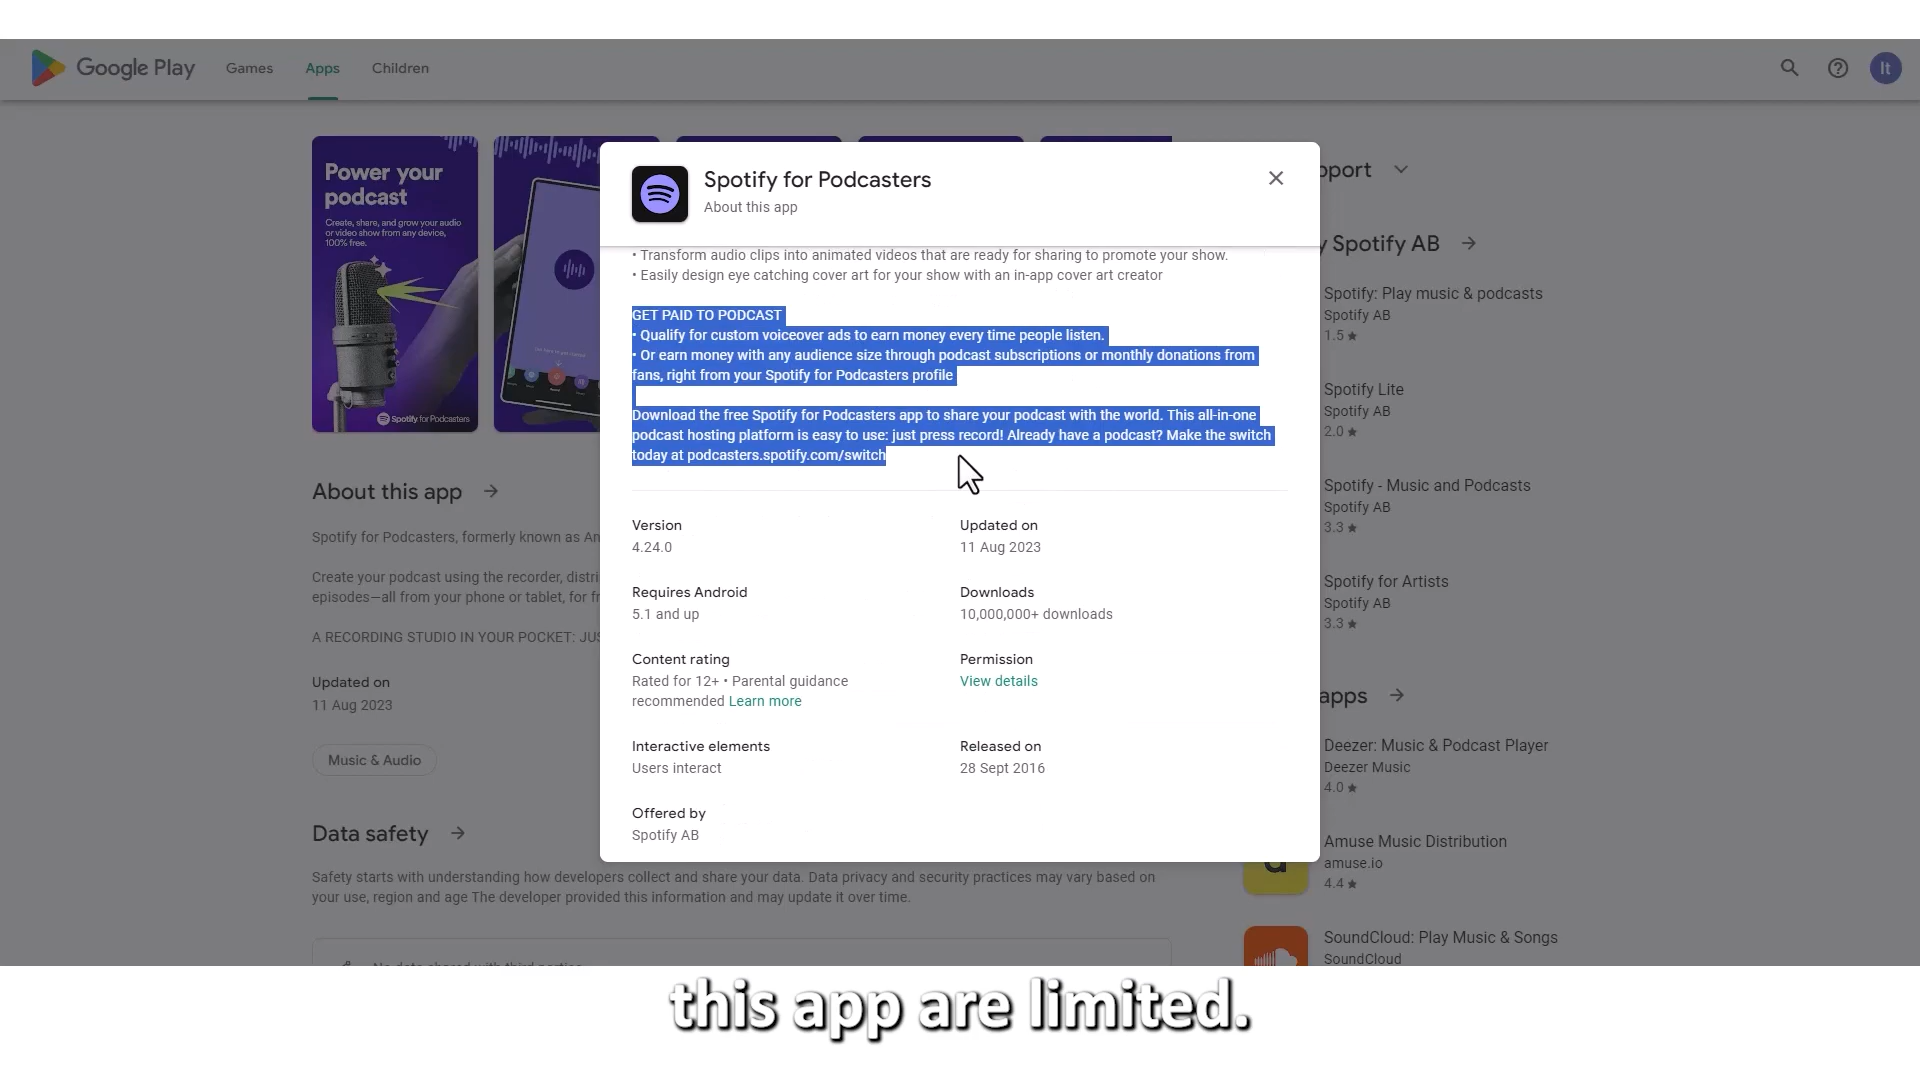 Google Play
Games
Apps
Children
It
Power your
podcast
Create, share, and grow your audio
or video show from any device,
100% free.
Spotify for Podcasters
About this app
Spotify for Podcasters, formerly known as An
Create your podcast using the recorder, distri
episodes—all from your phone or tablet, for fr
A RECORDING STUDIO IN YOUR POCKET: JUS
Updated on
11 Aug 2023
Music & Audio
Data safety
Safety starts with understanding how developers collect and share your data. Data privacy and security practices may vary based on
your use, region and age The developer provided this information and may update it over time.
Spotify for Podcasters
About this app
• Transform audio clips into animated videos that are ready for sharing to promote your show.
• Easily design eye catching cover art for your show with an in-app cover art creator
GET PAID TO PODCAST
• Qualify for custom voiceover ads to earn money every time people listen.
• Or earn money with any audience size through podcast subscriptions or monthly donations from
fans, right from your Spotify for Podcasters profile
Download the free Spotify for Podcasters app to share your podcast with the world. This all-in-one
podcast hosting platform is easy to use: just press record! Already have a podcast? Make the switch
today at podcasters.spotify.com/switch
Version
4.24.0
Updated on
11 Aug 2023
Requires Android
5.1 and up
Downloads
10,000,000+ downloads
Content rating
Rated for 12+ • Parental guidance
recommended Learn more
Permission
View details
Interactive elements
Users interact
Released on
28 Sept 2016
Offered by
Spotify AB
pport
y Spotify AB
Spotify: Play music & podcasts
Spotify AB
1.5 ★
Spotify Lite
Spotify AB
2.0 ★
Spotify - Music and Podcasts
Spotify AB
3.3 ★
Spotify for Artists
Spotify AB
3.3 ★
apps
Deezer: Music & Podcast Player
Deezer Music
4.0 ★
Amuse Music Distribution
amuse.io
4.4 ★
SoundCloud: Play Music & Songs
SoundCloud
this app are limited.